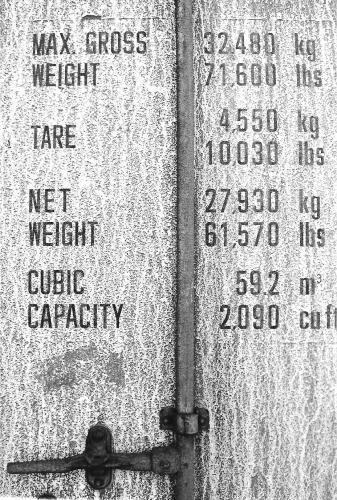 MAX. GROSS 32.480 kg
WEIGHT 71,600 lbs
TARE 4,550 kg
10,030 lbs
NET 27,930 kg
WEIGHT 61,570 lbs
CUBIC 59.2 m³
CAPACITY 2,090 cu ft